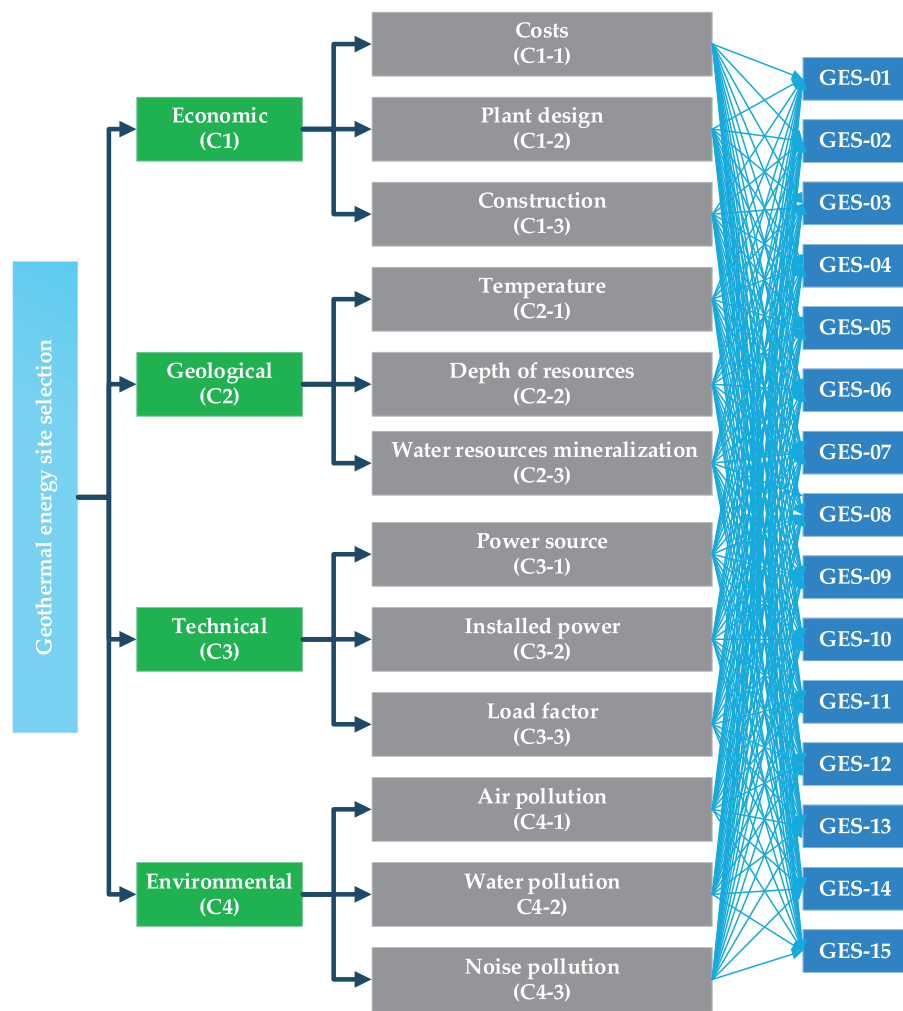 Geothermal energy site selection
Economic
(C1)
Geological
(C2)
Technical
(C3)
Environmental
(C4)
Costs
(C1-1)
Plant design
(C1-2)
Construction
(C1-3)
Temperature
(C2-1)
Depth of resources
(C2-2)
Water resources mineralization
(C2-3)
Power source
(C3-1)
Installed power
(C3-2)
Load factor
(C3-3)
Air pollution
(C4-1)
Water pollution
C4-2)
Noise pollution
(C4-3)
GES-01
GES-02
GES-03
GES-04
GES-05
GES-06
GES-07
GES-08
GES-09
GES-10
GES-11
GES-12
GES-13
GES-14
GES-15